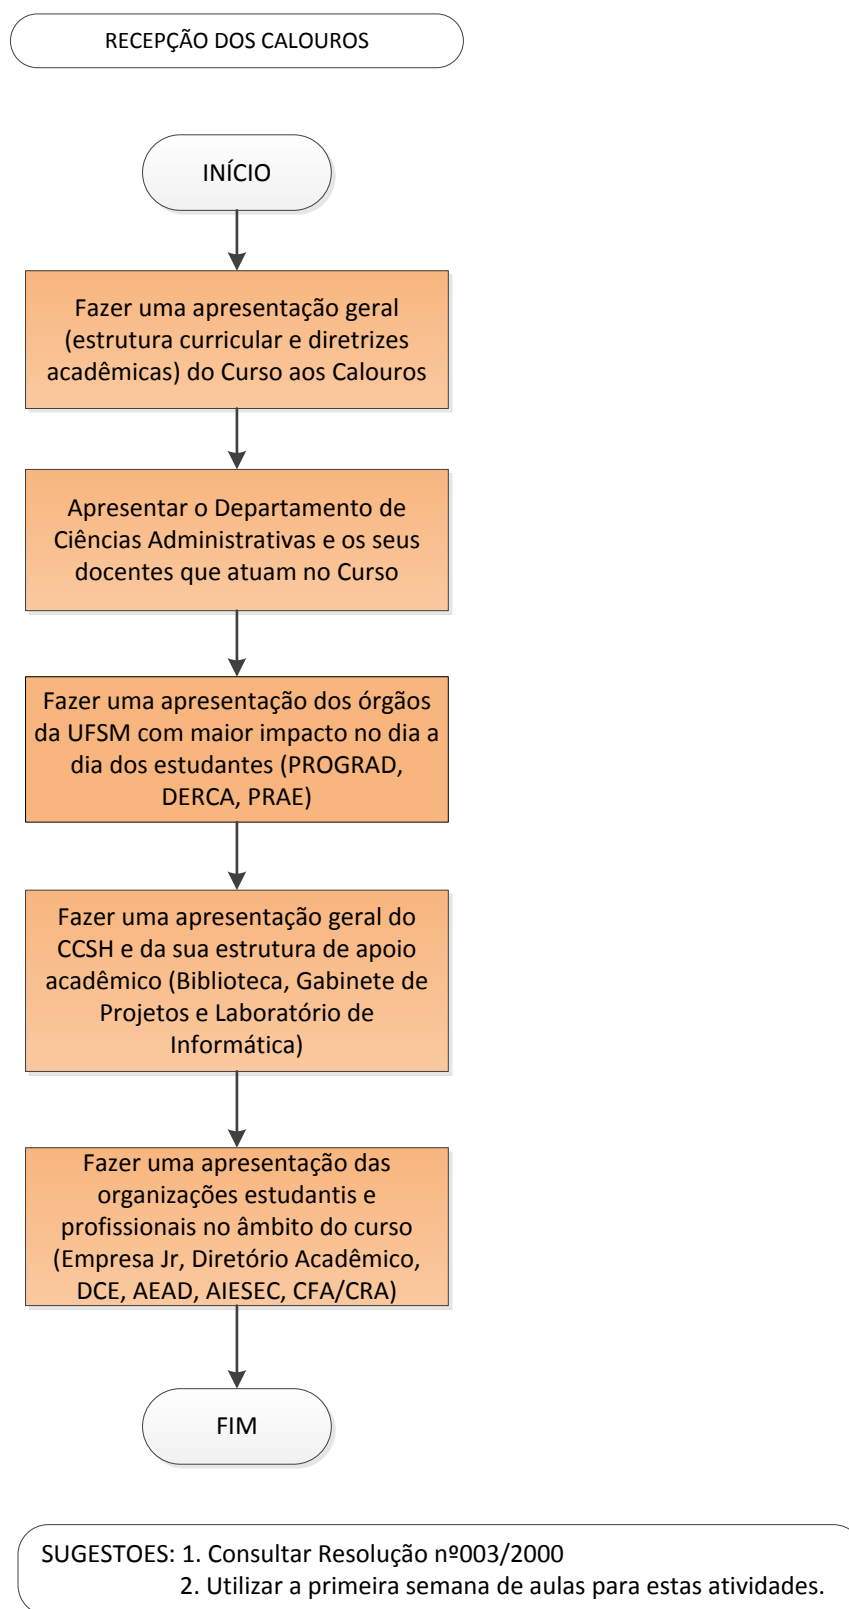 RECEPÇÃO DOS CALOUROS
INÍCIO
Fazer uma apresentação geral
(estrutura curricular e diretrizes
acadêmicas) do Curso aos Calouros
Apresentar o Departamento de
Ciências Administrativas e os seus
docentes que atuam no Curso
Fazer uma apresentação dos órgãos
da UFSM com maior impacto no dia a
dia dos estudantes (PROGRAD,
DERCA, PRAE)
Fazer uma apresentação geral do
CCSH e da sua estrutura de apoio
acadêmico (Biblioteca, Gabinete de
Projetos e Laboratório de
Informática)
Fazer uma apresentação das
organizações estudantis e
profissionais no âmbito do curso
(Empresa Jr, Diretório Acadêmico,
DCE, AEAD, AIESEC, CFA/CRA)
FIM
SUGESTOES: 1. Consultar Resolução nº003/2000
2. Utilizar a primeira semana de aulas para estas atividades.